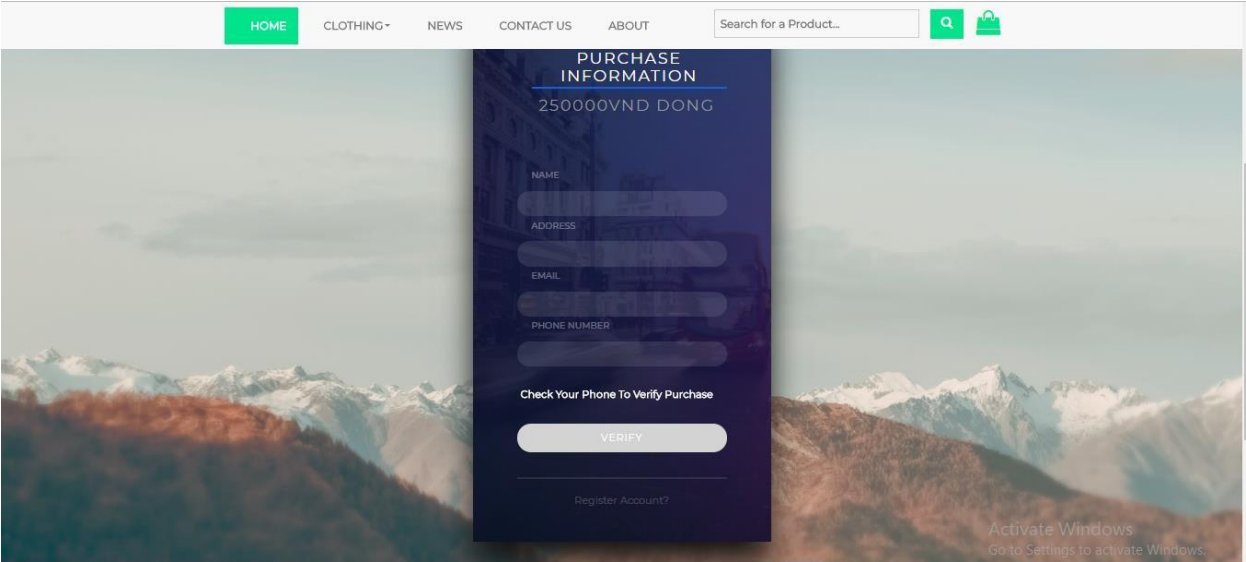 HOME CLOTHING NEWS CONTACT US ABOUT Search for a Product...
PURCHASE
INFORMATION
250000VND DONG
NAME
ADDRESS
EMAIL
PHONE NUMBER
Check Your Phone To Verify Purchase
VERIFY
Register Account?
Activate Windows
Go to Settings to activate Windows.